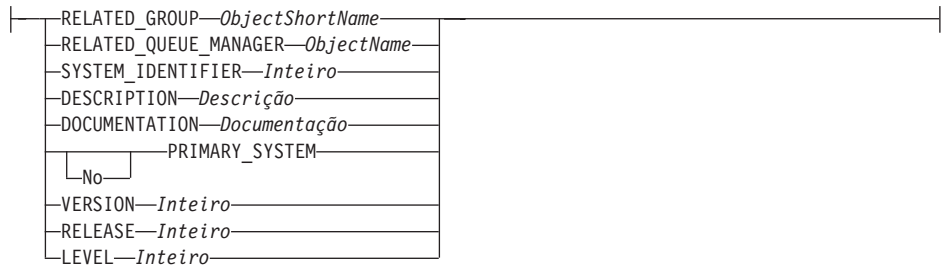 RELATED_GROUP ObjectShortName
RELATED_QUEUE_MANAGER ObjectName
SYSTEM_IDENTIFIER Inteiro
DESCRIPTION Descrição
DOCUMENTATION Documentação
PRIMARY_SYSTEM
No
VERSION Inteiro
RELEASE Inteiro
LEVEL Inteiro